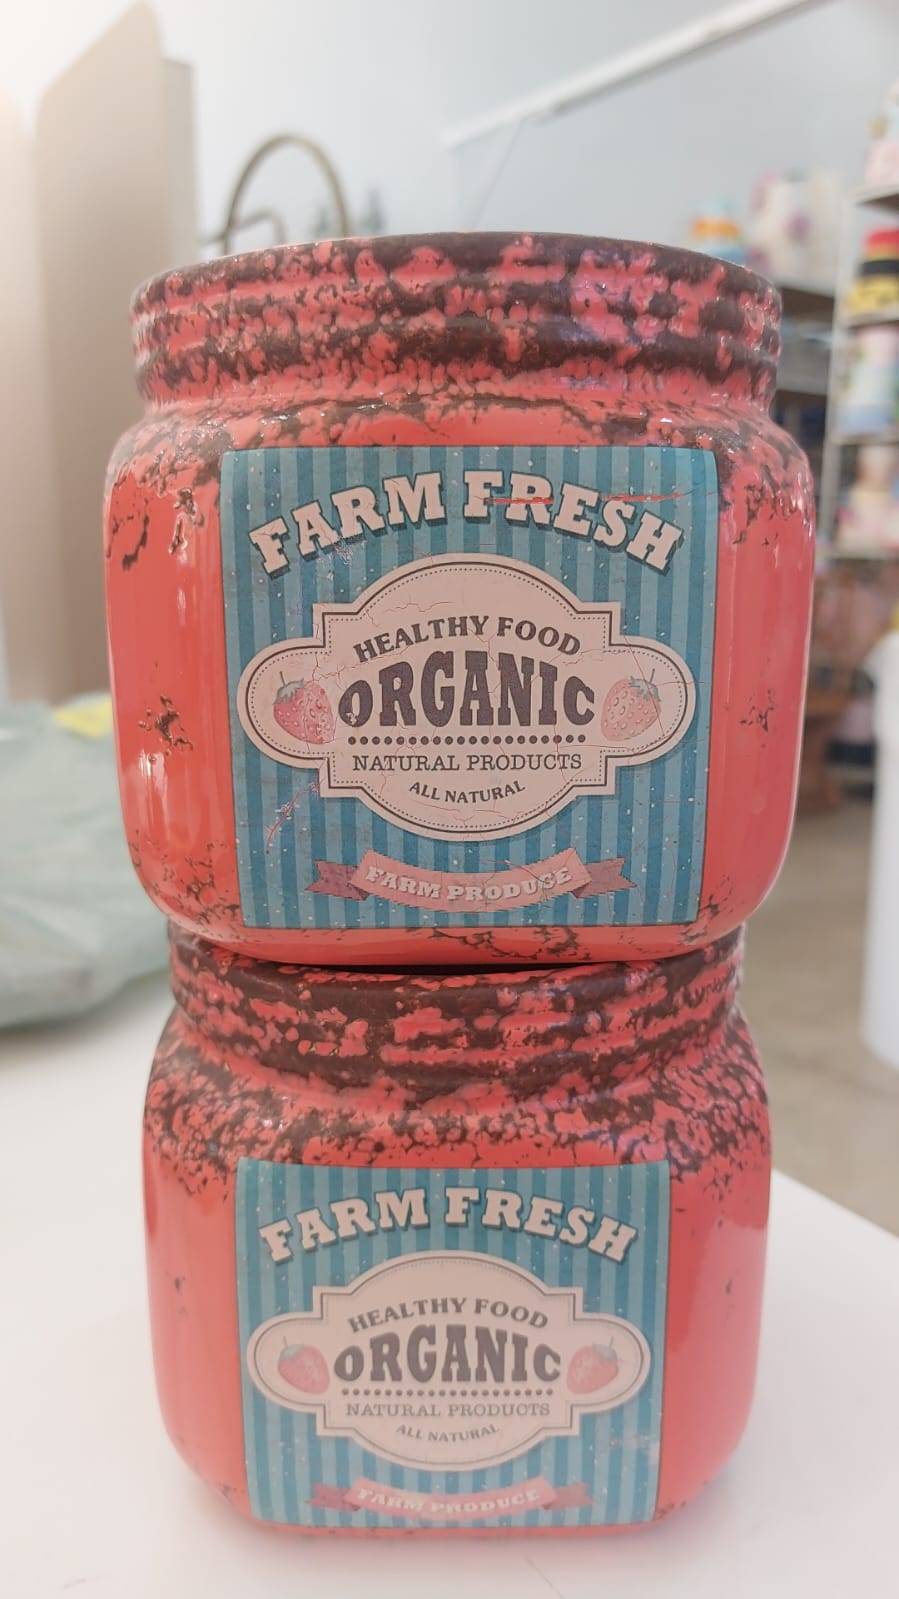 FARM FRESH
HEALTHY FOOD
ORGANIC
NATURAL PRODUCTS
ALL NATURAL
FARM PRODUCE
FARM FRESH
HEALTHY FOOD
ORGANIC
NATURAL PRODUCTS
ALL NATURAL
FARM PRODUCE